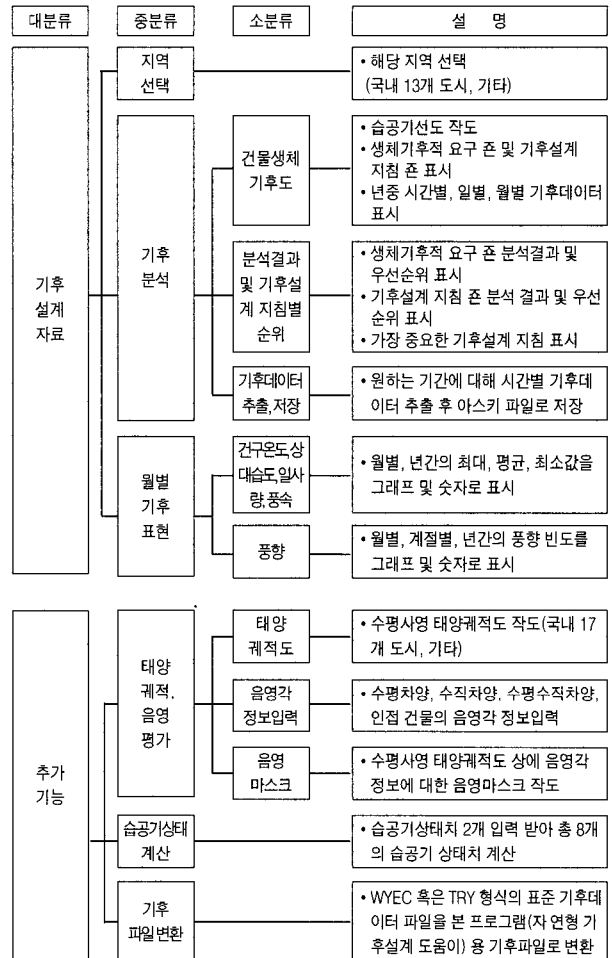 대분류
중분류
소분류
설 명
기후
설계
자료
지역
선택
• 해당 지역 선택
(국내 13개 도시, 기타)
기후
분석
건물생체
기후도
• 습공기선도 작도
• 생체기후적 요구 죤 및 기후설계
지침 죤 표시
• 년중 시간별, 일별, 월별 기후데이터
표시
분석결과
및 기후설
계 지침별
순위
• 생체기후적 요구 죤 분석결과 및
우선순위 표시
• 기후설계 지침 죤 분석 결과 및 우선
순위 표시
• 가장 중요한 기후설계 지침 표시
기후데이터
추출,저장
• 원하는 기간에 대해 시간별 기후데
이터 추출 후 아스키 파일로 저장
월별
기후
표현
건구온도,상
대습도,일사
량,풍속
• 월별, 년간의 최대, 평균, 최소값을
그래프 및 숫자로 표시
풍향
• 월별, 계절별, 년간의 풍향 빈도를
그래프 및 숫자로 표시
추가
기능
태양
궤적,
음영
평가
태양
궤적도
• 수평사영 태양궤적도 작도(국내 17
개 도시, 기타)
음영각
정보입력
• 수평차양, 수직차양, 수평수직차양,
인접 건물의 음영각 정보입력
음영
마스크
• 수평사영 태양궤적도 상에 음영각
정보에 대한 음영마스크 작도
습공기상태
계산
• 습공기상태치 2개 입력 받아 총 8개
의 습공기 상태치 계산
기후
파일변환
• WYEC 혹은 TRY 형식의 표준 기후데
이터 파일을 본 프로그램(자연형 기
후설계 도움이) 용 기후파일로 변환